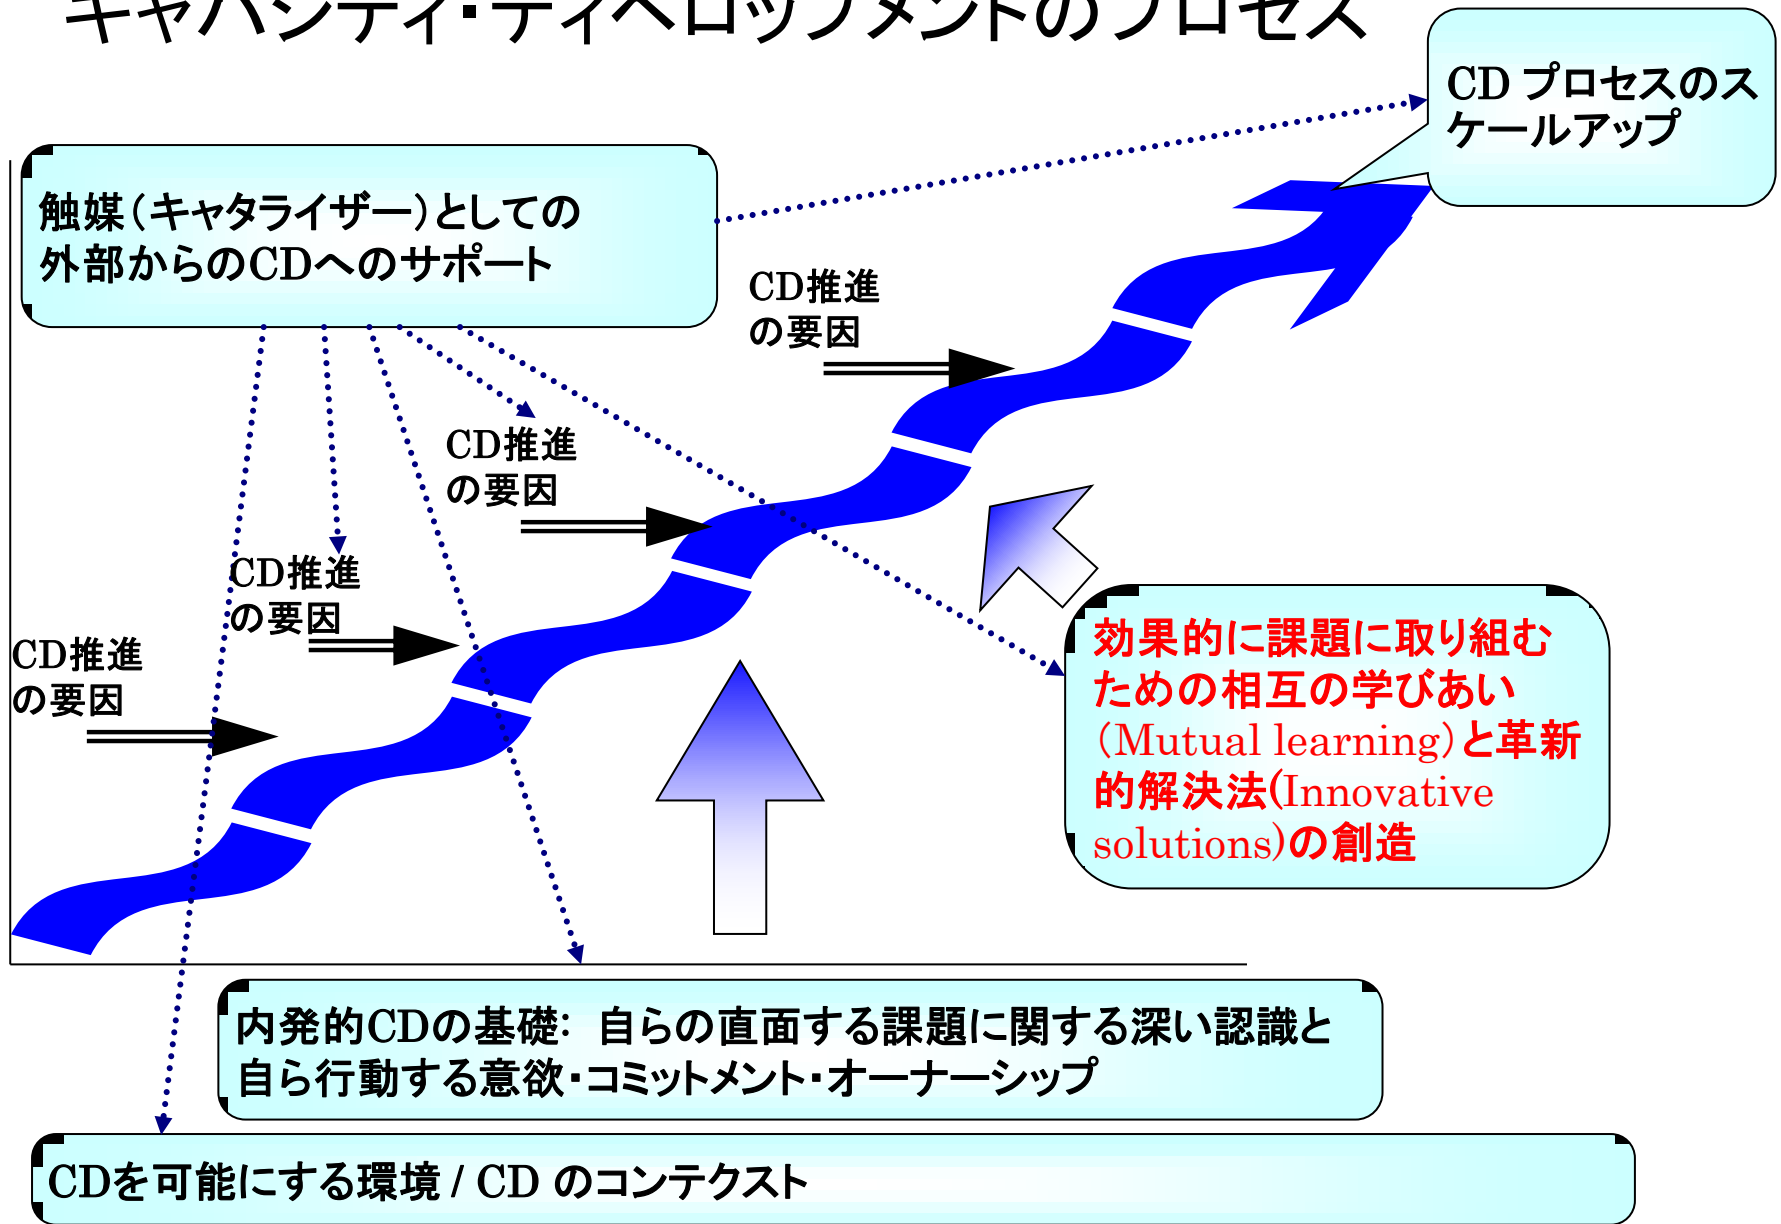 キャパシティ・ディベロップメントのプロセス
CD プロセスのス
ケールアップ
触媒（キャタライザー）としての
外部からのCDへのサポート
CD推進
の要因
CD推進
の要因
CD推進
の要因
CD推進
の要因
効果的に課題に取り組む
ための相互の学びあい
（Mutual learning）と革新
的解決法(Innovative
solutions)の創造
内発的CDの基礎: 自らの直面する課題に関する深い認識と
自ら行動する意欲・コミットメント・オーナーシップ
CDを可能にする環境 / CD のコンテクスト